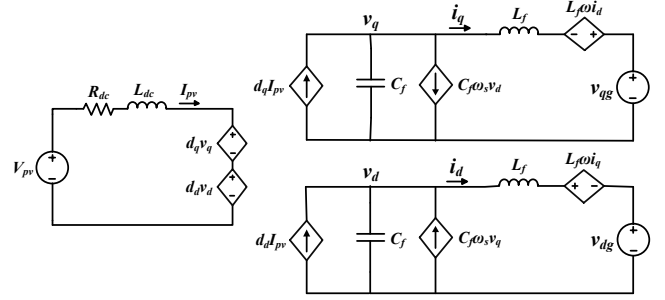 R_dc L_dc I_pv
V_pv + −
d_q v_q + −
d_d v_d + −
v_q i_q L_f L_f ω i_d
d_q I_pv C_f C_f ω_s v_d − + v_qg + −
v_d i_d L_f L_f ω i_q
d_d I_pv C_f C_f ω_s v_q + − v_dg + −